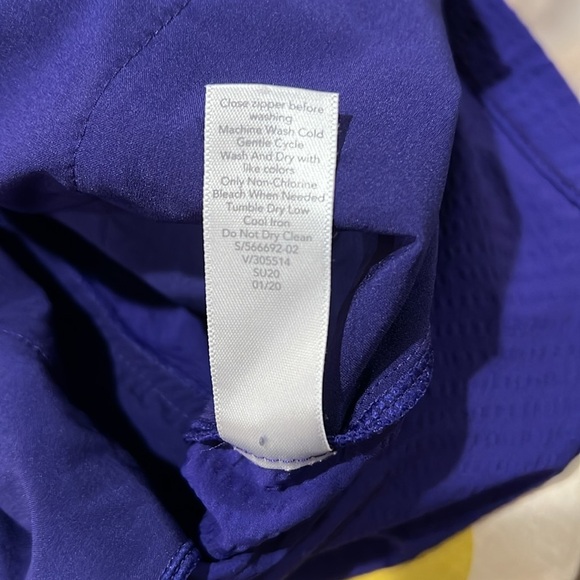 Close zipper before
washing
Machine Wash Cold
Gentle Cycle
Wash And Dry with
like colors
Only Non-Chlorine
Bleach When Needed
Tumble Dry Low
Cool Iron
Do Not Dry Clean
S/566692-02
V/305514
SU20
01/20